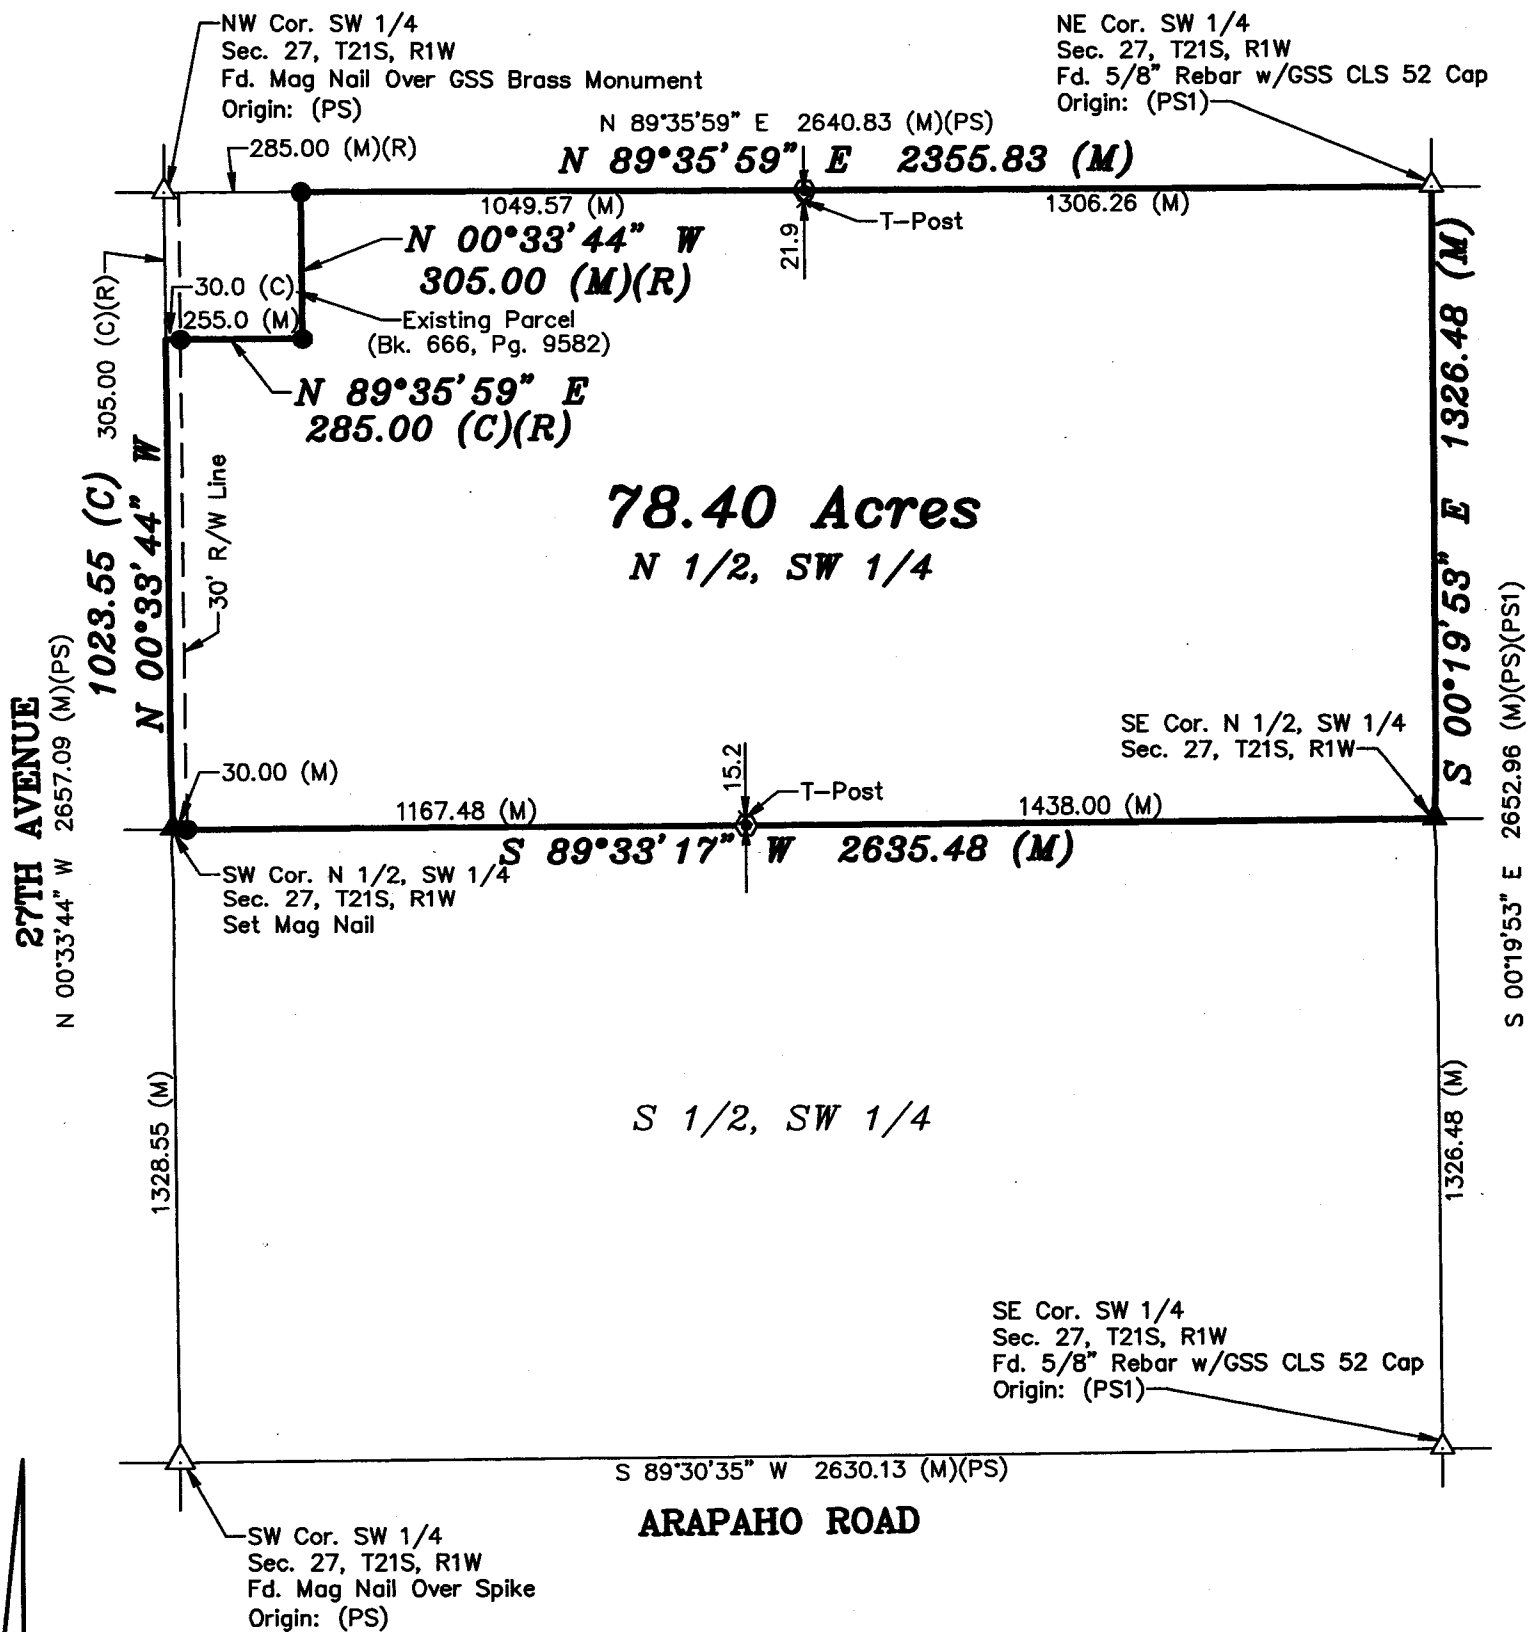 NW Cor. SW 1/4
Sec. 27, T21S, R1W
Fd. Mag Nail Over GSS Brass Monument
Origin: (PS)
NE Cor. SW 1/4
Sec. 27, T21S, R1W
Fd. 5/8" Rebar w/GSS CLS 52 Cap
Origin: (PS1)
N 89°35'59" E 2640.83 (M)(PS)
285.00 (M)(R)
N 89°35'59" E 2355.83 (M)
1049.57 (M)
1306.26 (M)
T-Post
21.9
N 00°33'44" W
305.00 (M)(R)
30.0 (C)
255.0 (M)
Existing Parcel
(Bk. 666, Pg. 9582)
N 89°35'59" E
285.00 (C)(R)
305.00 (C)(R)
1023.55 (C)
N 00°33'44" W
30' R/W Line
78.40 Acres
N 1/2, SW 1/4
S 00°19'53" E 1326.48 (M)
S 00°19'53" E 2652.96 (M)(PS)(PS1)
27TH AVENUE
N 00°33'44" W 2657.09 (M)(PS)
SE Cor. N 1/2, SW 1/4
Sec. 27, T21S, R1W
30.00 (M)
15.2
T-Post
1167.48 (M)
1438.00 (M)
S 89°33'17" W 2635.48 (M)
SW Cor. N 1/2, SW 1/4
Sec. 27, T21S, R1W
Set Mag Nail
S 1/2, SW 1/4
1328.55 (M)
1326.48 (M)
SE Cor. SW 1/4
Sec. 27, T21S, R1W
Fd. 5/8" Rebar w/GSS CLS 52 Cap
Origin: (PS1)
S 89°30'35" W 2630.13 (M)(PS)
ARAPAHO ROAD
SW Cor. SW 1/4
Sec. 27, T21S, R1W
Fd. Mag Nail Over Spike
Origin: (PS)